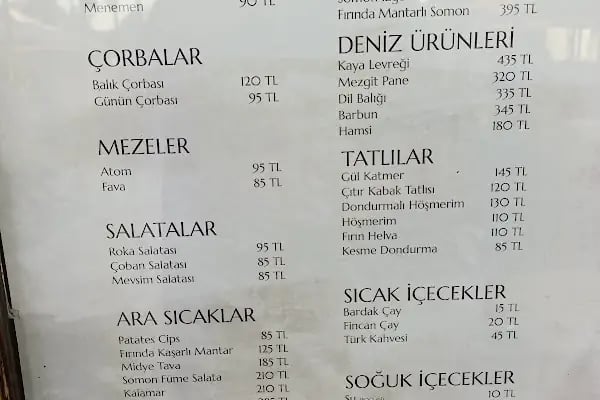 Menemen 90 TL
ÇORBALAR
Balık Çorbası 120 TL
Günün Çorbası 95 TL
MEZELER
Atom 95 TL
Fava 85 TL
SALATALAR
Roka Salatası 95 TL
Çoban Salatası 85 TL
Mevsim Salatası 85 TL
ARA SICAKLAR
Patates Cips 85 TL
Fırında Kaşarlı Mantar 125 TL
Midye Tava 185 TL
Somon Füme Salata 210 TL
Kalamar 210 TL
Fırında Mantarlı Somon 395 TL
DENİZ ÜRÜNLERİ
Kaya Levreği 435 TL
Mezgit Pane 320 TL
Dil Balığı 335 TL
Barbun 345 TL
Hamsi 180 TL
TATLILAR
Gül Katmer 145 TL
Çıtır Kabak Tatlısı 120 TL
Dondurmalı Höşmerim 130 TL
Höşmerim 110 TL
Fırın Helva 110 TL
Kesme Dondurma 85 TL
SICAK İÇECEKLER
Bardak Çay 15 TL
Fincan Çay 20 TL
Türk Kahvesi 45 TL
SOĞUK İÇECEKLER
Su 10 TL